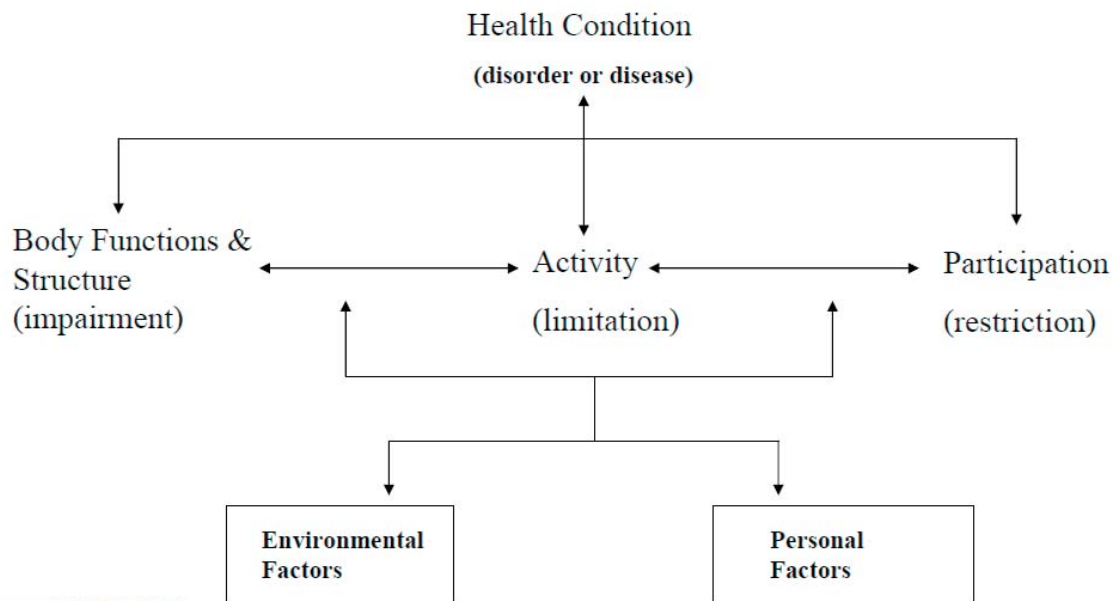 Health Condition
(disorder or disease)
Body Functions &
Structure
(impairment)
Activity
(limitation)
Participation
(restriction)
Environmental
Factors
Personal
Factors